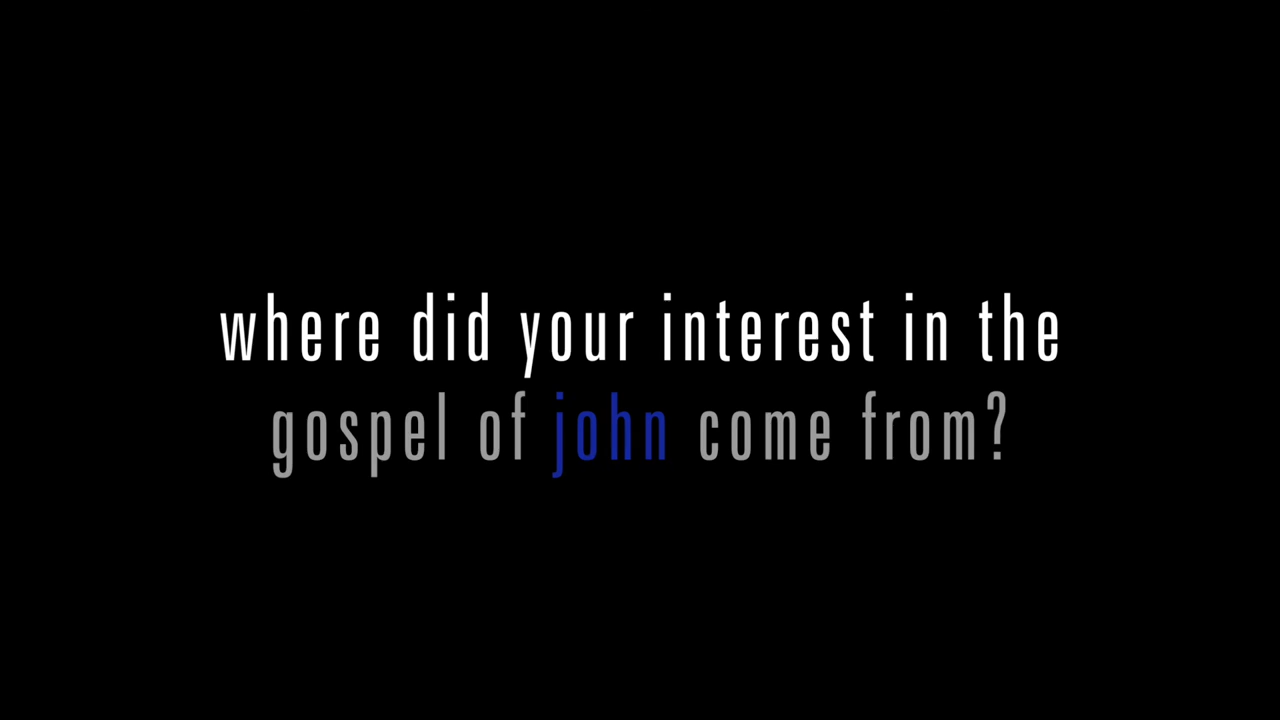 where did your interest in the
gospel of john come from?